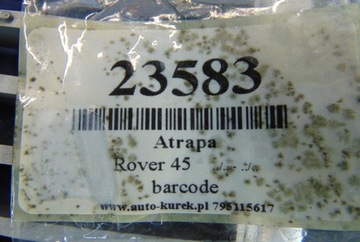 23583
Atrapa
Rover 45
barcode
www.auto-kurek.pl 795115617